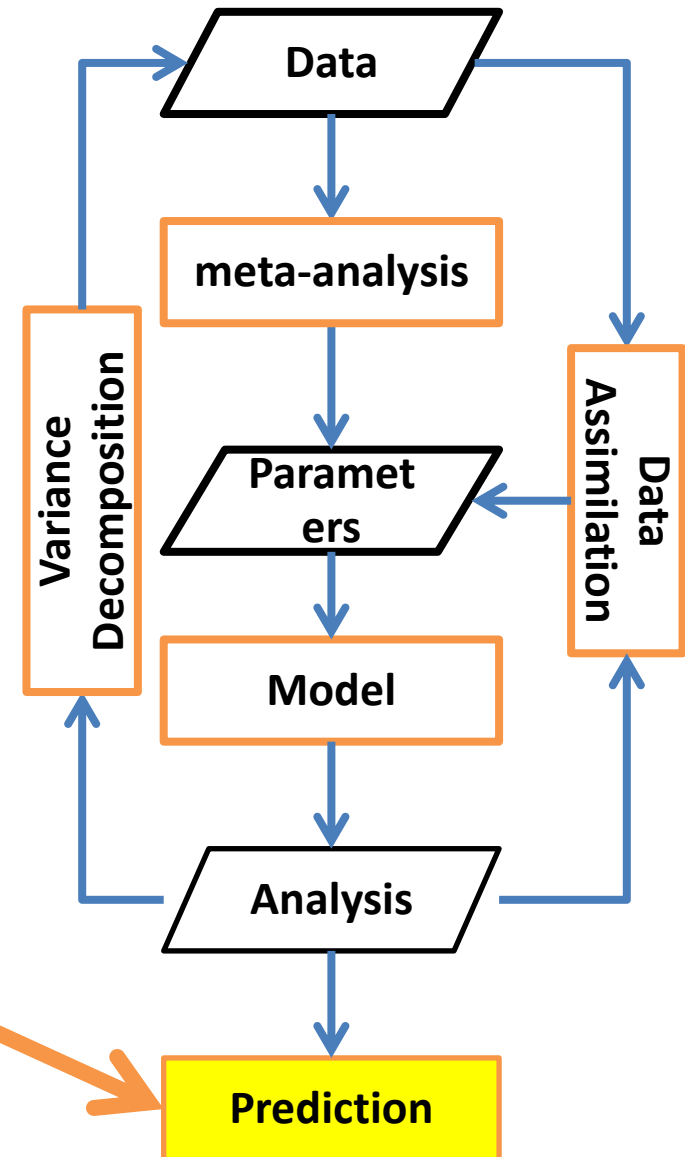 Data
meta-analysis
Variance
Decomposition
Data
Assimilation
Paramet
ers
Model
Analysis
Prediction